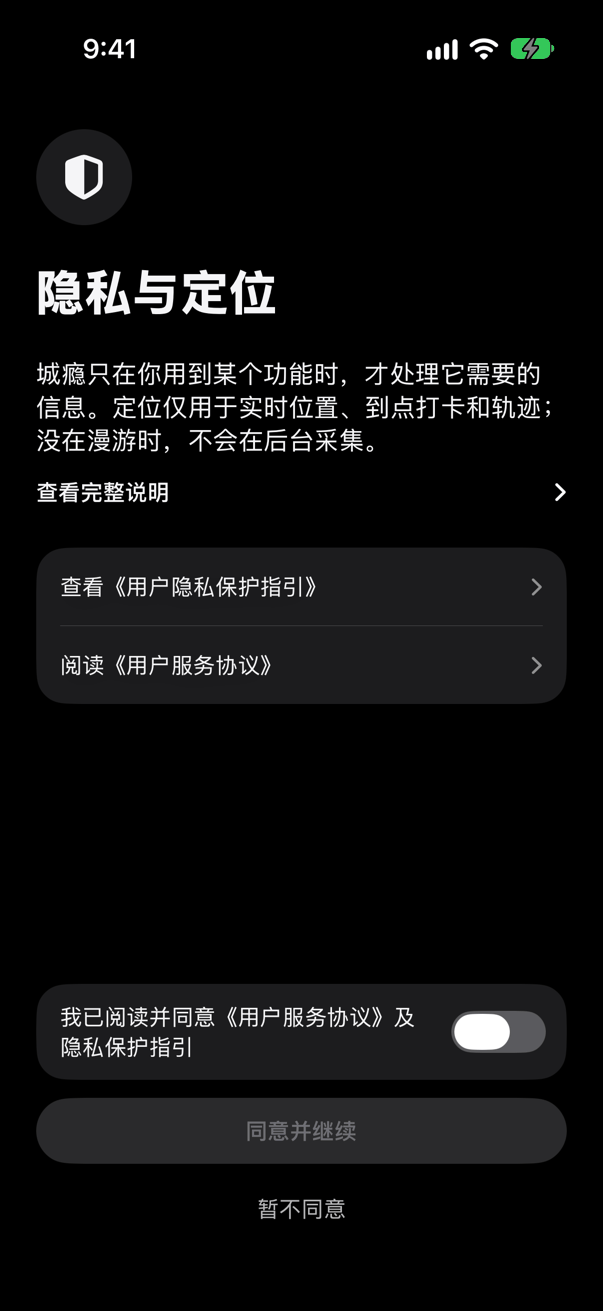 9:41
隐私与定位
城瘾只在你用到某个功能时，才处理它需要的
信息。定位仅用于实时位置、到点打卡和轨迹；
没在漫游时，不会在后台采集。
查看完整说明
查看《用户隐私保护指引》
阅读《用户服务协议》
我已阅读并同意《用户服务协议》及
隐私保护指引
同意并继续
暂不同意